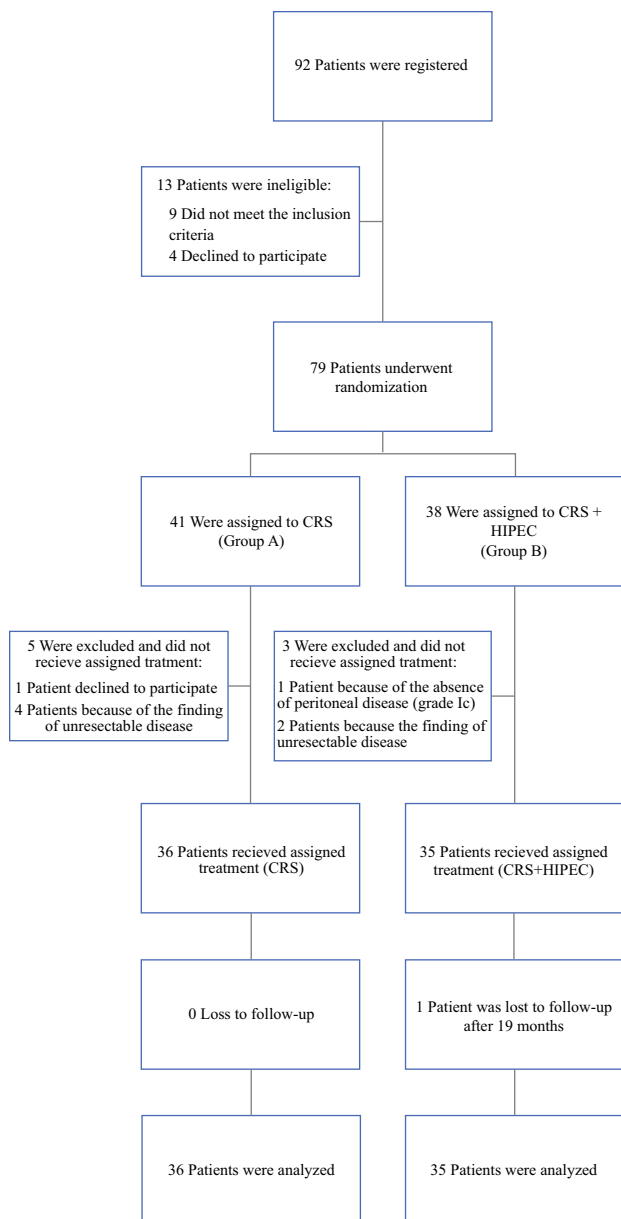 92 Patients were registered
13 Patients were ineligible:
9 Did not meet the inclusion
criteria
4 Declined to participate
79 Patients underwent
randomization
41 Were assigned to CRS
(Group A)
38 Were assigned to CRS +
HIPEC
(Group B)
5 Were excluded and did not
recieve assigned tratment:
1 Patient declined to participate
4 Patients because of the finding
of unresectable disease
3 Were excluded and did not
recieve assigned tratment:
1 Patient because of the absence
of peritoneal disease (grade Ic)
2 Patients because the finding of
unresectable disease
36 Patients recieved assigned
treatment (CRS)
35 Patients recieved assigned
treatment (CRS+HIPEC)
0 Loss to follow-up
1 Patient was lost to follow-up
after 19 months
36 Patients were analyzed
35 Patients were analyzed